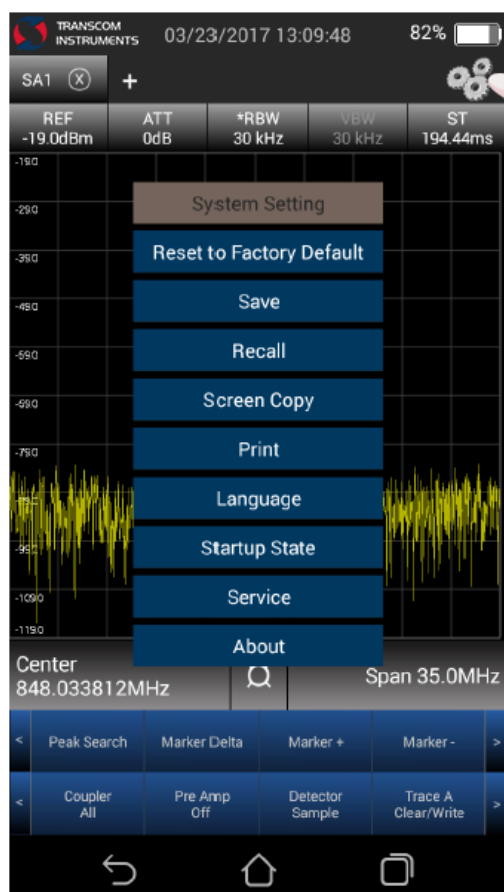 TRANSCOM
INSTRUMENTS
03/23/2017 13:09:48
82%
SA1 X +
REF ATT *RBW VBW ST
-19.0dBm 0dB 30 kHz 30 kHz 194.44ms
-19.0
-29.0
-39.0
-49.0
-59.0
-69.0
-79.0
-99.0
-109.0
-119.0
System Setting
Reset to Factory Default
Save
Recall
Screen Copy
Print
Language
Startup State
Service
About
Center
848.033812MHz
Span 35.0MHz
< Peak Search Marker Delta Marker + Marker - >
< Coupler Pre Amp Detector Trace A >
All Off Sample Clear/Write